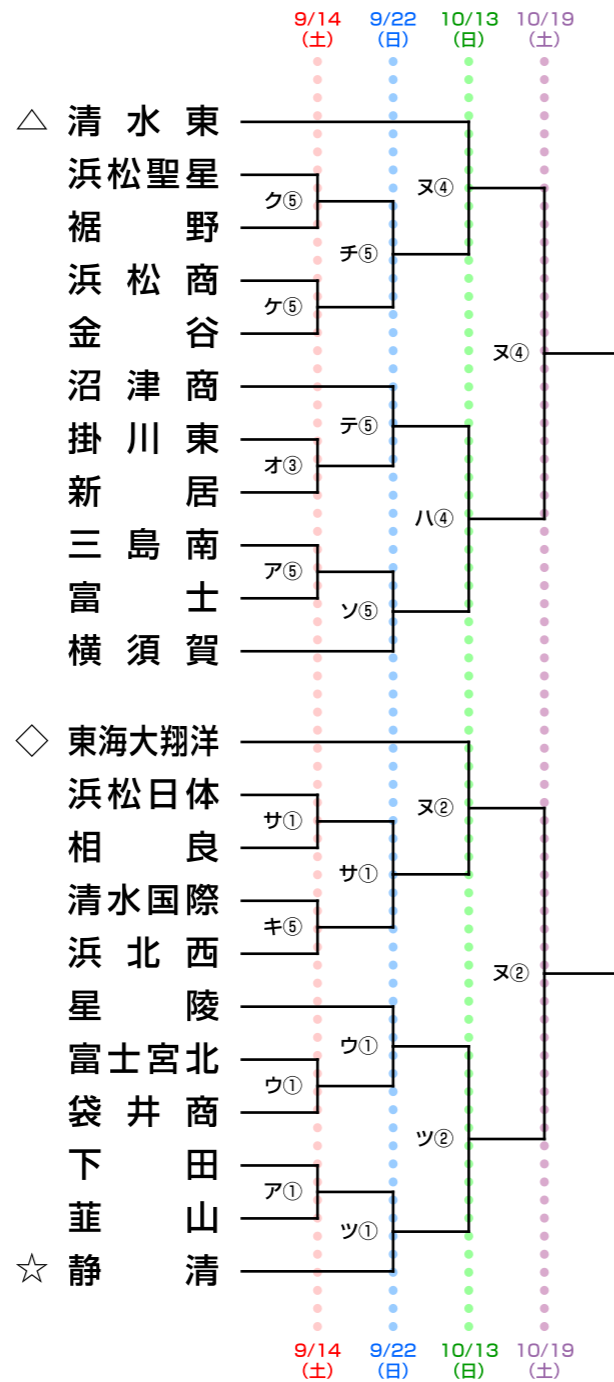 9/14 9/22 10/13 10/19
（土） （日） （日） （土）
△ 清水東
浜松聖星
ヌ④
ク⑤
裾野
チ⑤
浜松商
ケ⑤
金谷
ヌ④
沼津商
テ⑤
掛川東
オ③
新居
ハ④
三島南
ア⑤
富士
ソ⑤
横須賀
◇ 東海大翔洋
浜松日体
ヌ②
サ①
相良
サ①
清水国際
キ⑤
浜北西
ヌ②
星陵
ウ①
富士宮北
ウ①
袋井商
ツ②
下田
ア①
韮山
ツ①
☆ 静清
9/14 9/22 10/13 10/19
（土） （日） （日） （土）